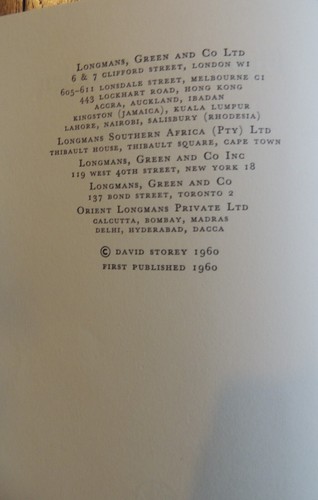 Longmans, Green and Co Ltd
6 & 7 Clifford Street, London W1
605-611 Lonsdale Street, Melbourne C1
443 Lockhart Road, Hong Kong
Accra, Auckland, Ibadan
Kingston (Jamaica), Kuala Lumpur
Lahore, Nairobi, Salisbury (Rhodesia)
Longmans Southern Africa (Pty) Ltd
Thibault House, Thibault Square, Cape Town
Longmans, Green and Co Inc
119 West 40th Street, New York 18
Longmans, Green and Co
137 Bond Street, Toronto 2
Orient Longmans Private Ltd
Calcutta, Bombay, Madras
Delhi, Hyderabad, Dacca
© David Storey 1960
First published 1960